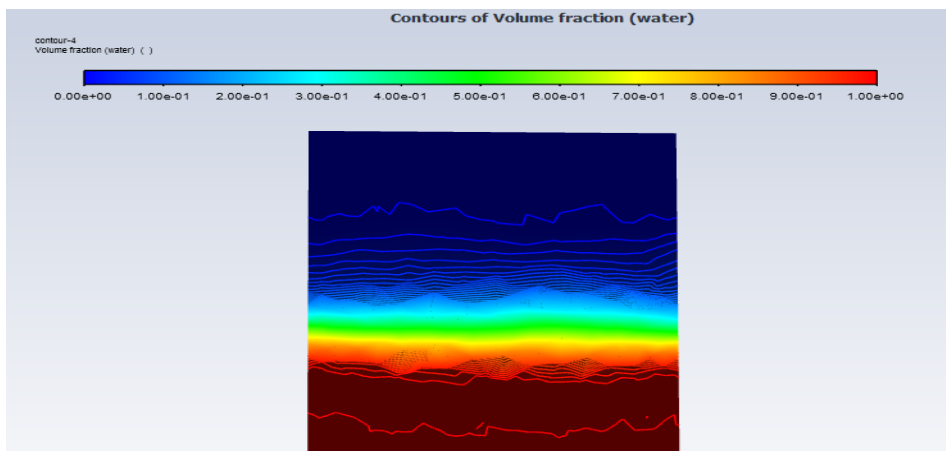 Contours of Volume fraction (water)
contour-4
Volume fraction (water) ( )
0.00e+00 1.00e-01 2.00e-01 3.00e-01 4.00e-01 5.00e-01 6.00e-01 7.00e-01 8.00e-01 9.00e-01 1.00e+00